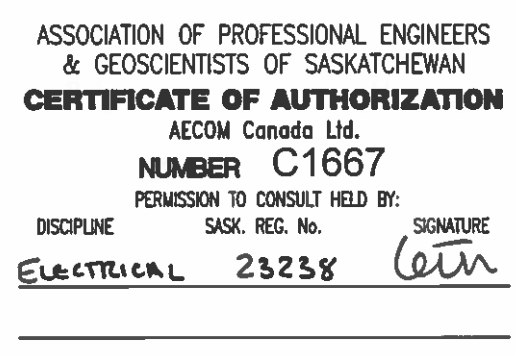 ASSOCIATION OF PROFESSIONAL ENGINEERS
& GEOSCIENTISTS OF SASKATCHEWAN
CERTIFICATE OF AUTHORIZATION
AECOM Canada Ltd.
NUMBER C1667
PERMISSION TO CONSULT HELD BY:
DISCIPLINE SASK. REG. No. SIGNATURE
ELECTRICAL 23238